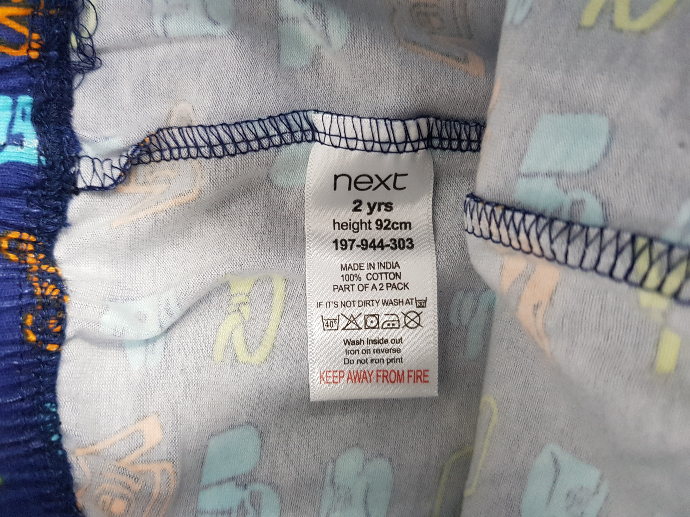 next
2 yrs
height 92cm
197-944-303
MADE IN INDIA
100% COTTON
PART OF A 2 PACK
IF IT'S NOT DIRTY WASH AT
40°
Wash inside out
Iron on reverse
Do not iron print
KEEP AWAY FROM FIRE